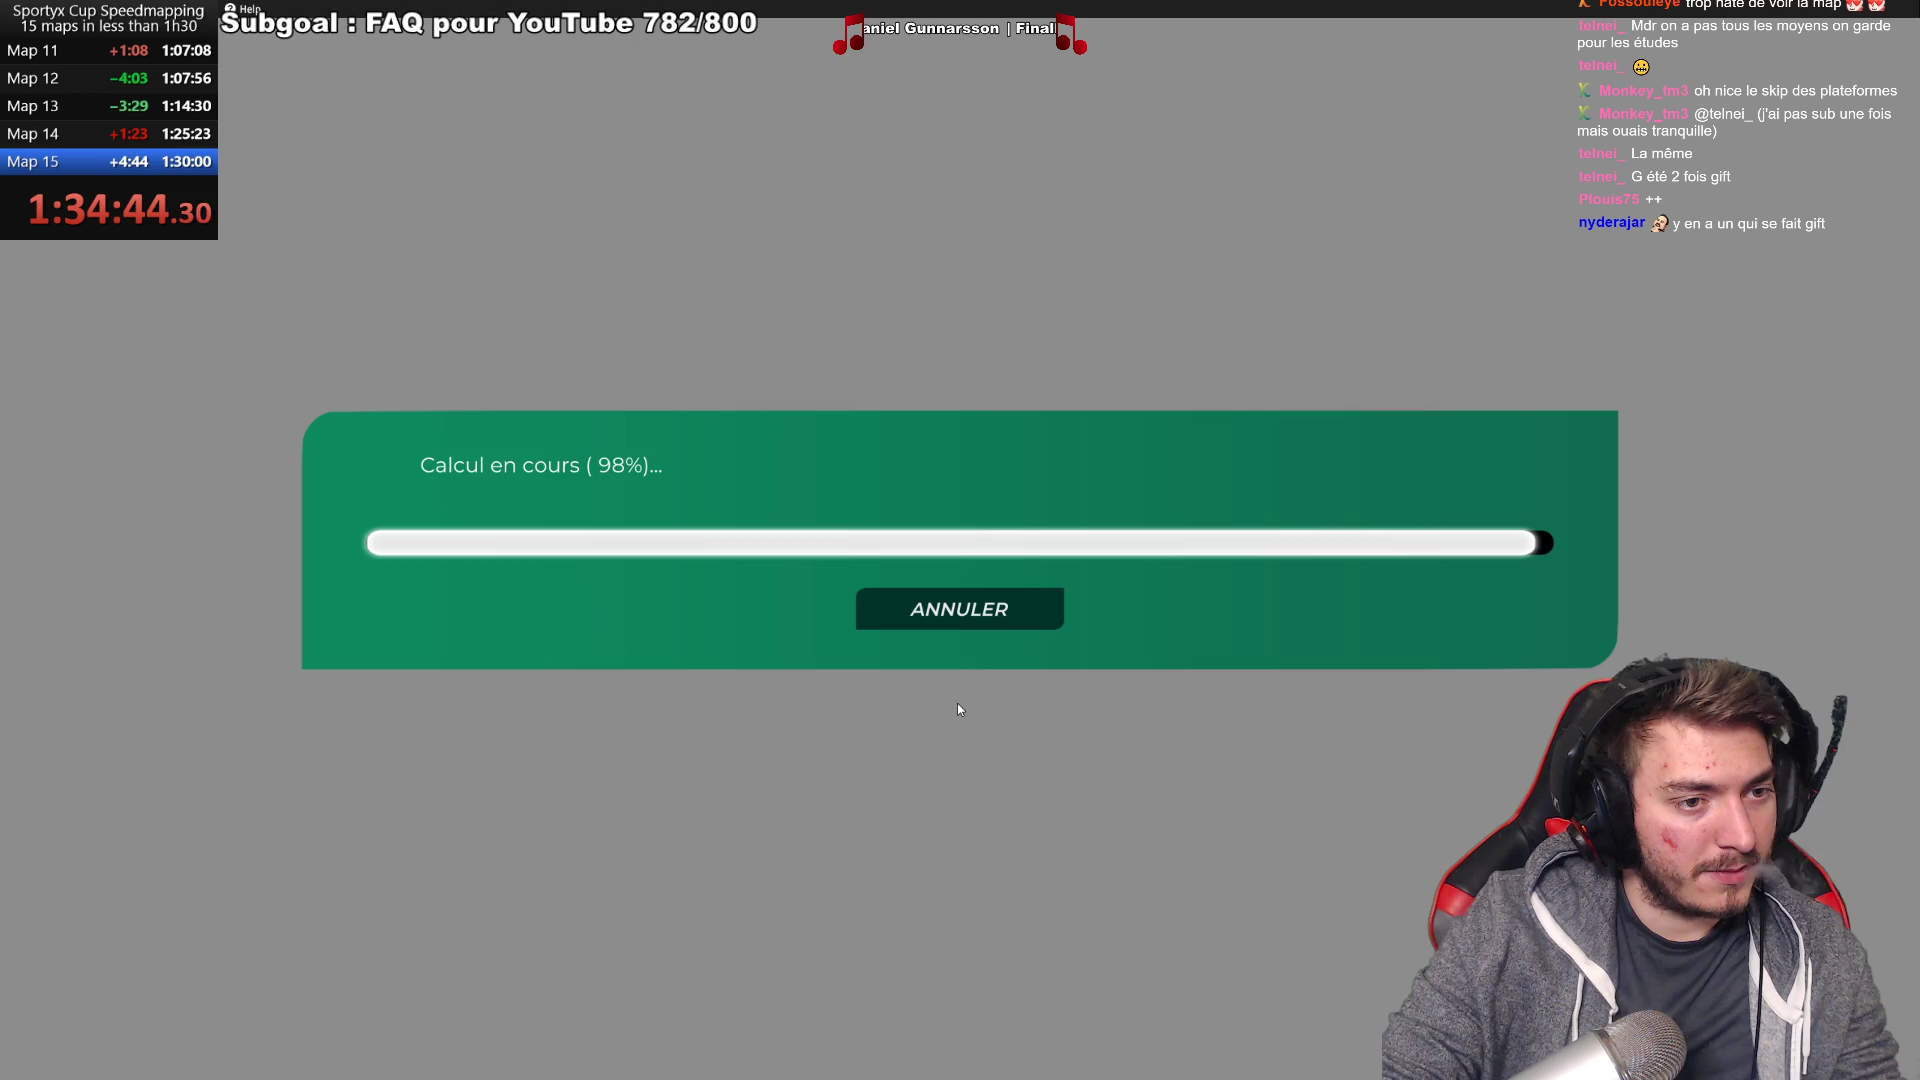 Sportyx Cup Speedmapping
15 maps in less than 1h30
Map 11 +1:08 1:07:08
Map 12 −4:03 1:07:56
Map 13 −3:29 1:14:30
Map 14 +1:23 1:25:23
Map 15 +4:44 1:30:00
1:34:44.30
Help
Subgoal : FAQ pour YouTube 782/800
aniel Gunnarsson | Final
Fossouleye trop hate de voir la map
telnei_ Mdr on a pas tous les moyens on garde
pour les études
telnei_
Monkey_tm3 oh nice le skip des plateformes
Monkey_tm3 @telnei_ (j'ai pas sub une fois
mais ouais tranquille)
telnei_ La même
telnei_ G été 2 fois gift
Plouis75 ++
nyderajar y en a un qui se fait gift
Calcul en cours ( 98%)...
ANNULER